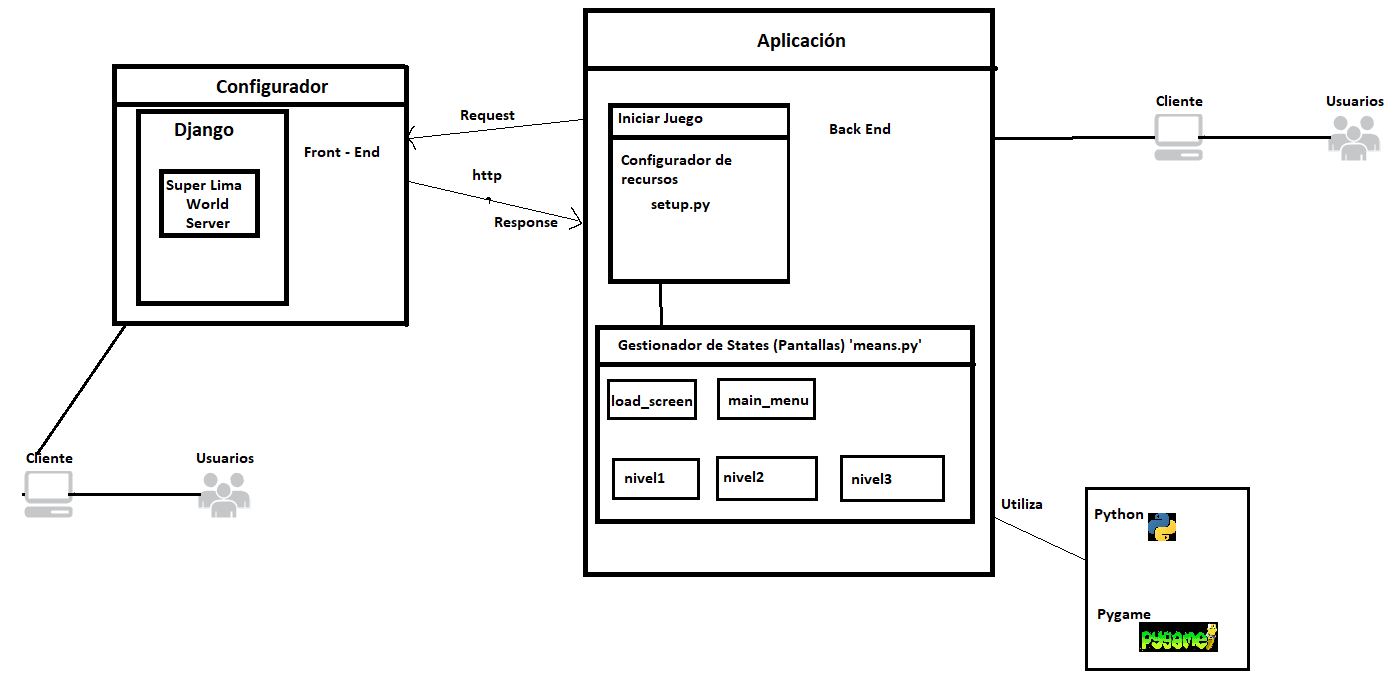 Configurador
Django
Super Lima
World
Server
Front - End
Request
http
Response
Aplicación
Iniciar Juego
Configurador de
recursos
setup.py
Back End
Gestionador de States (Pantallas) 'means.py'
load_screen
main_menu
nivel1
nivel2
nivel3
Cliente
Usuarios
Cliente
Usuarios
Utiliza
Python
Pygame
pygame